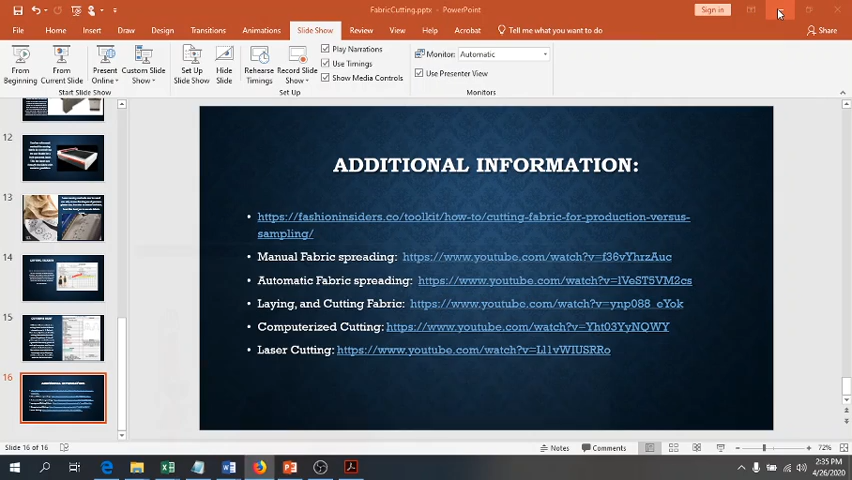 FabricCutting.pptx - PowerPoint
Sign in
File Home Insert Draw Design Transitions Animations Slide Show Review View Help Acrobat Tell me what you want to do Share
From Beginning
From Current Slide
Present Online
Custom Slide Show
Set Up Slide Show
Hide Slide
Rehearse Timings
Record Slide Show
Play Narrations
Use Timings
Show Media Controls
Monitor: Automatic
Use Presenter View
Start Slide Show
Set Up
Monitors
12
13
14
15
16
ADDITIONAL INFORMATION:
• https://fashioninsiders.co/toolkit/how-to/cutting-fabric-for-production-versus-
sampling/
• Manual Fabric spreading: https://www.youtube.com/watch?v=f36vYhrzAuc
• Automatic Fabric spreading: https://www.youtube.com/watch?v=lVeST5VM2cs
• Laying, and Cutting Fabric: https://www.youtube.com/watch?v=ynp088_eYok
• Computerized Cutting: https://www.youtube.com/watch?v=Yht03YyNQWY
• Laser Cutting: https://www.youtube.com/watch?v=Ll1vWIUSRRo
Slide 16 of 16
Notes
Comments
72%
2:35 PM
4/26/2020